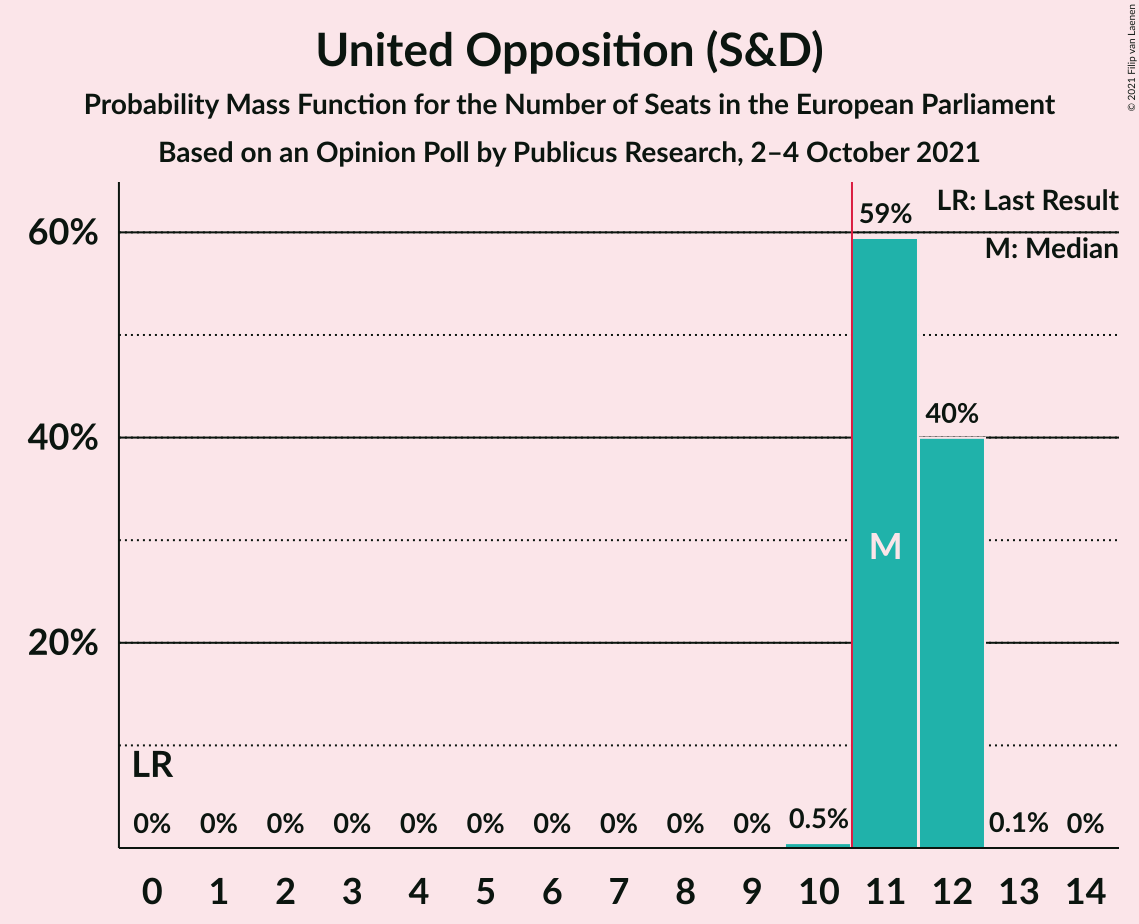 United Opposition (S&D)
Probability Mass Function for the Number of Seats in the European Parliament
Based on an Opinion Poll by Publicus Research, 2–4 October 2021
© 2021 Filip van Laenen
LR: Last Result
M: Median
60%
40%
20%
59%
40%
M
LR
0% 0% 0% 0% 0% 0% 0% 0% 0% 0% 0.5% 0.1% 0%
0 1 2 3 4 5 6 7 8 9 10 11 12 13 14